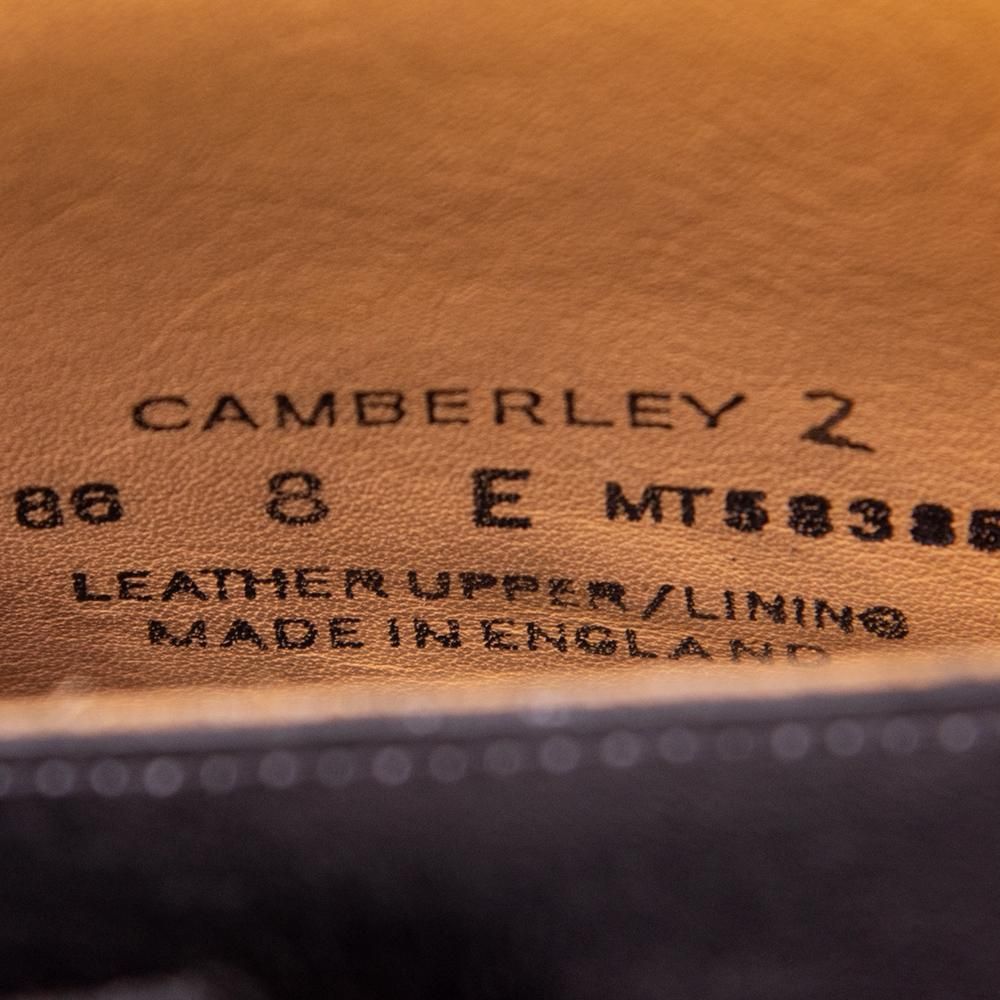 CAMBERLEY 2
86 8 E MT58385
LEATHER UPPER/LINING
MADE IN ENGLAND